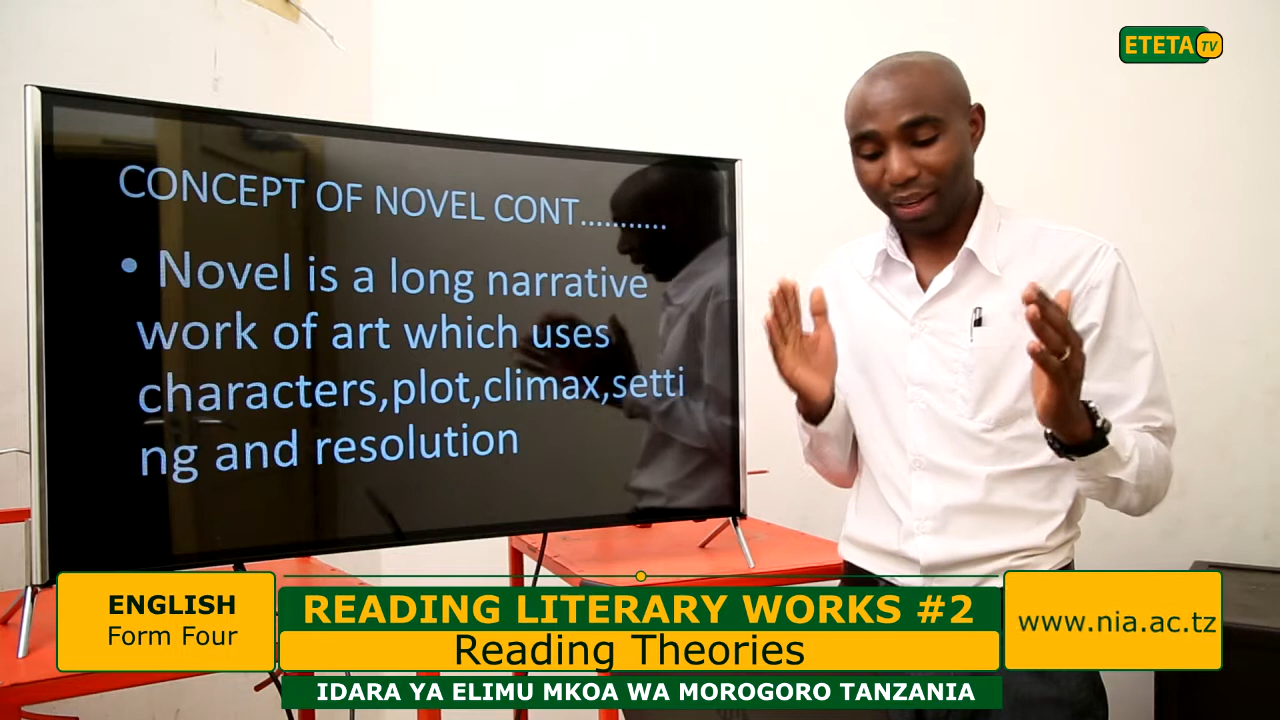 ETETA TV
CONCEPT OF NOVEL CONT...........
• Novel is a long narrative
work of art which uses
characters,plot,climax,setti
ng and resolution
ENGLISH
Form Four
READING LITERARY WORKS #2
Reading Theories
www.nia.ac.tz
IDARA YA ELIMU MKOA WA MOROGORO TANZANIA